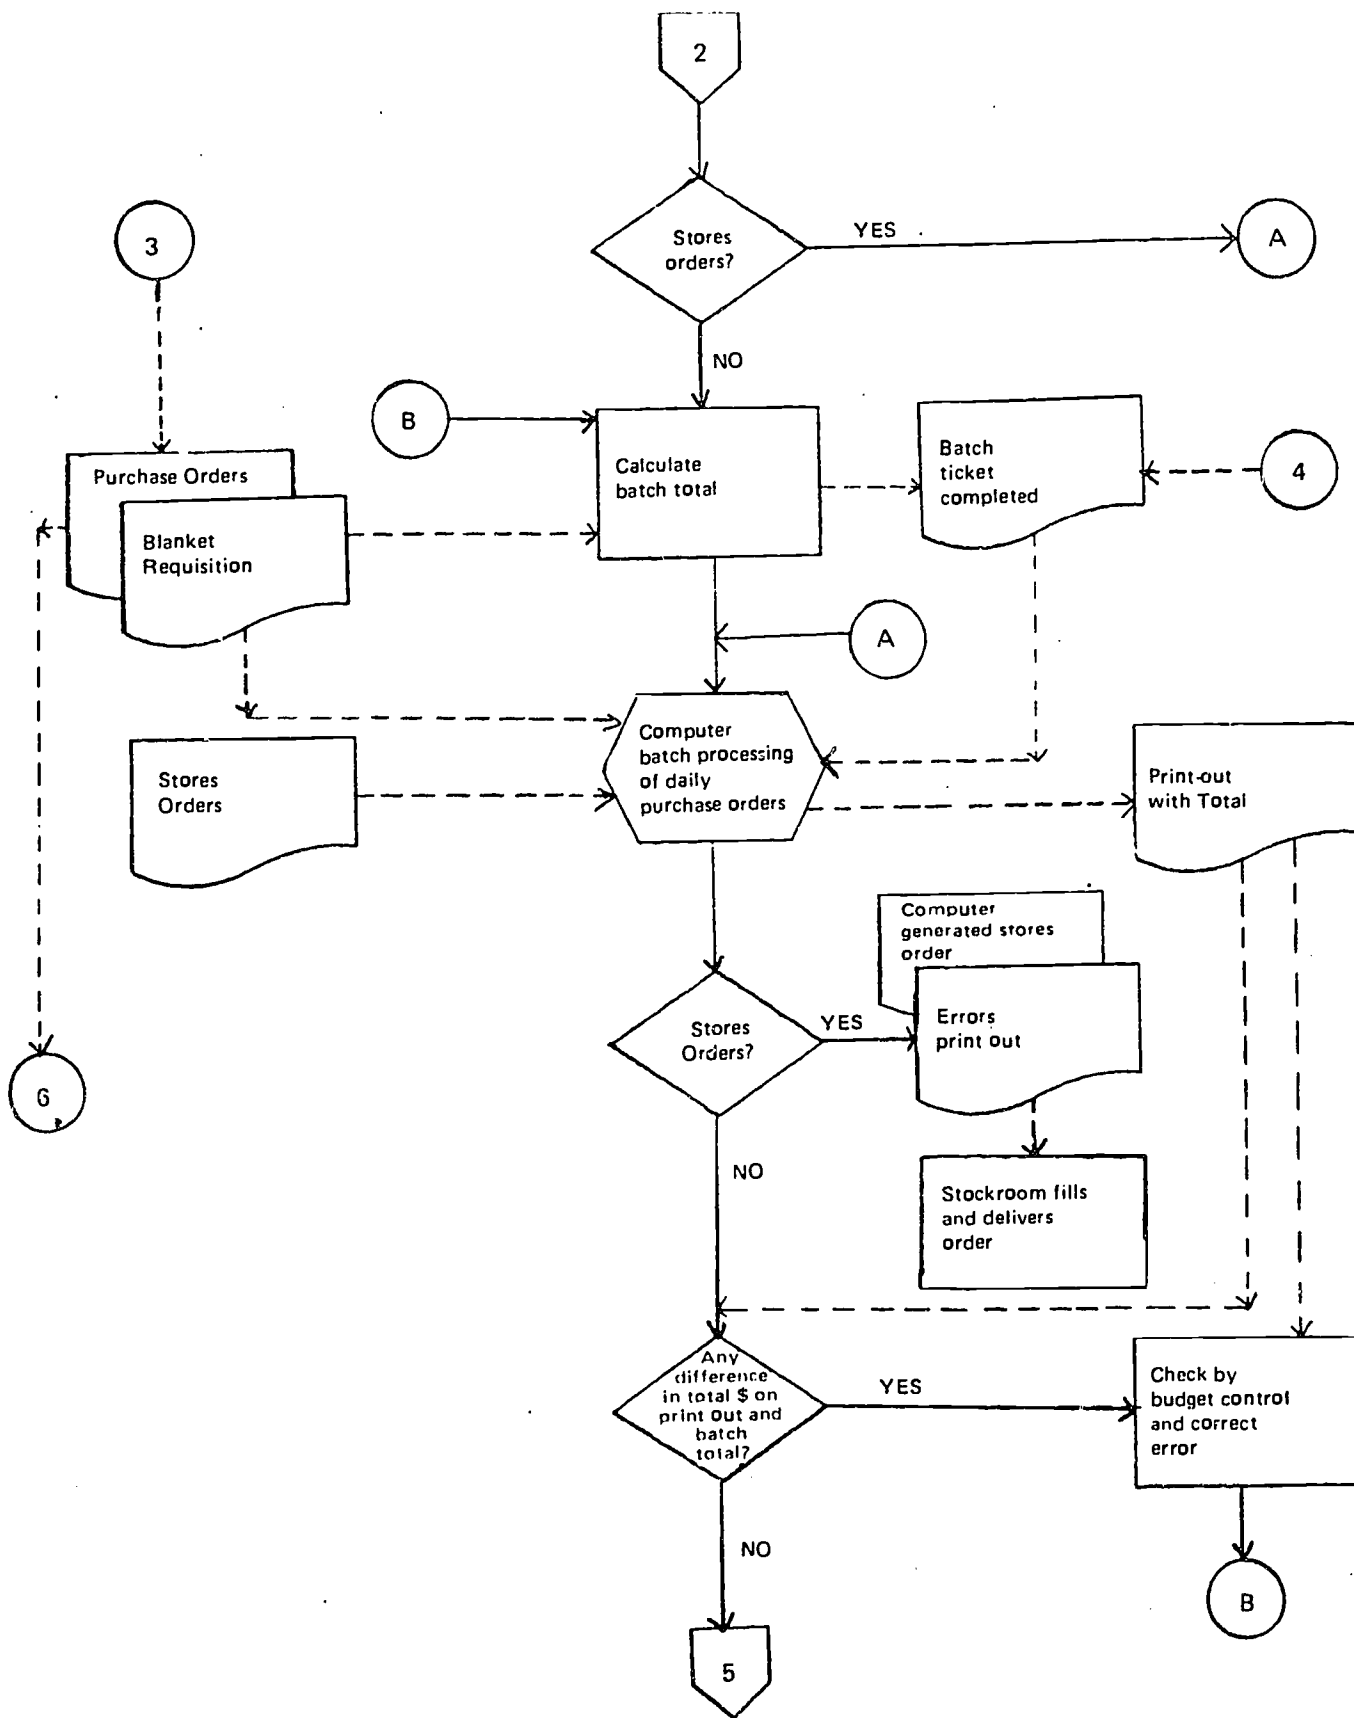 2
Stores
orders?
YES
A
3
NO
B
Purchase Orders
Blanket
Requisition
Calculate
batch total
Batch
ticket
completed
4
A
Stores
Orders
Computer
batch processing
of daily
purchase orders
Print-out
with Total
Computer
generated stores
order
Errors
print out
Stores
Orders?
YES
6
NO
Stockroom fills
and delivers
order
Any
difference
in total $ on
print out and
batch
total?
YES
Check by
budget control
and correct
error
NO
B
5